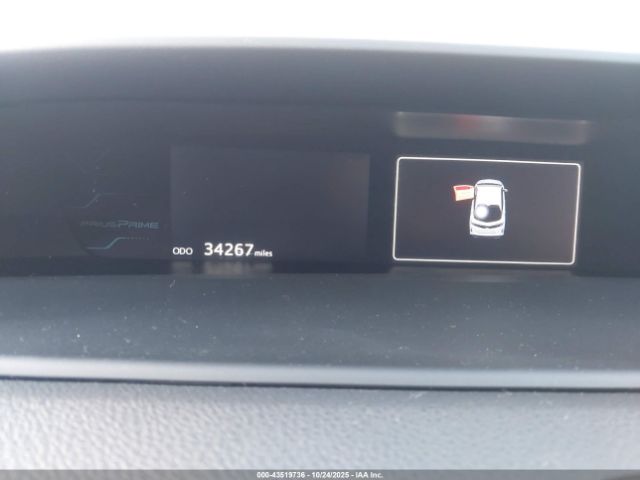 PRIUS PRIME
ODO 34267 miles
000-43519736 - 10/24/2025 - IAA Inc.